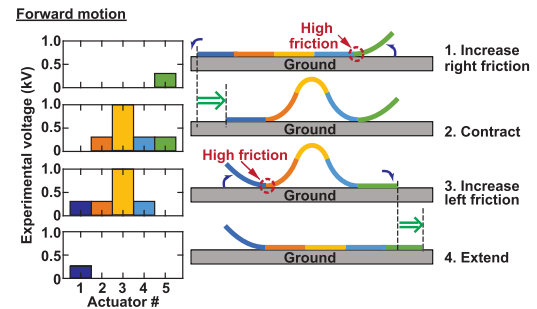 Forward motion
Experimental voltage (kV)
1.0
0.5
0
High
friction
Ground
1. Increase
right friction
1.0
0.5
0
Ground
2. Contract
1.0
0.5
0
High friction
Ground
3. Increase
left friction
1.0
0.5
0
1 2 3 4 5
Actuator #
Ground
4. Extend